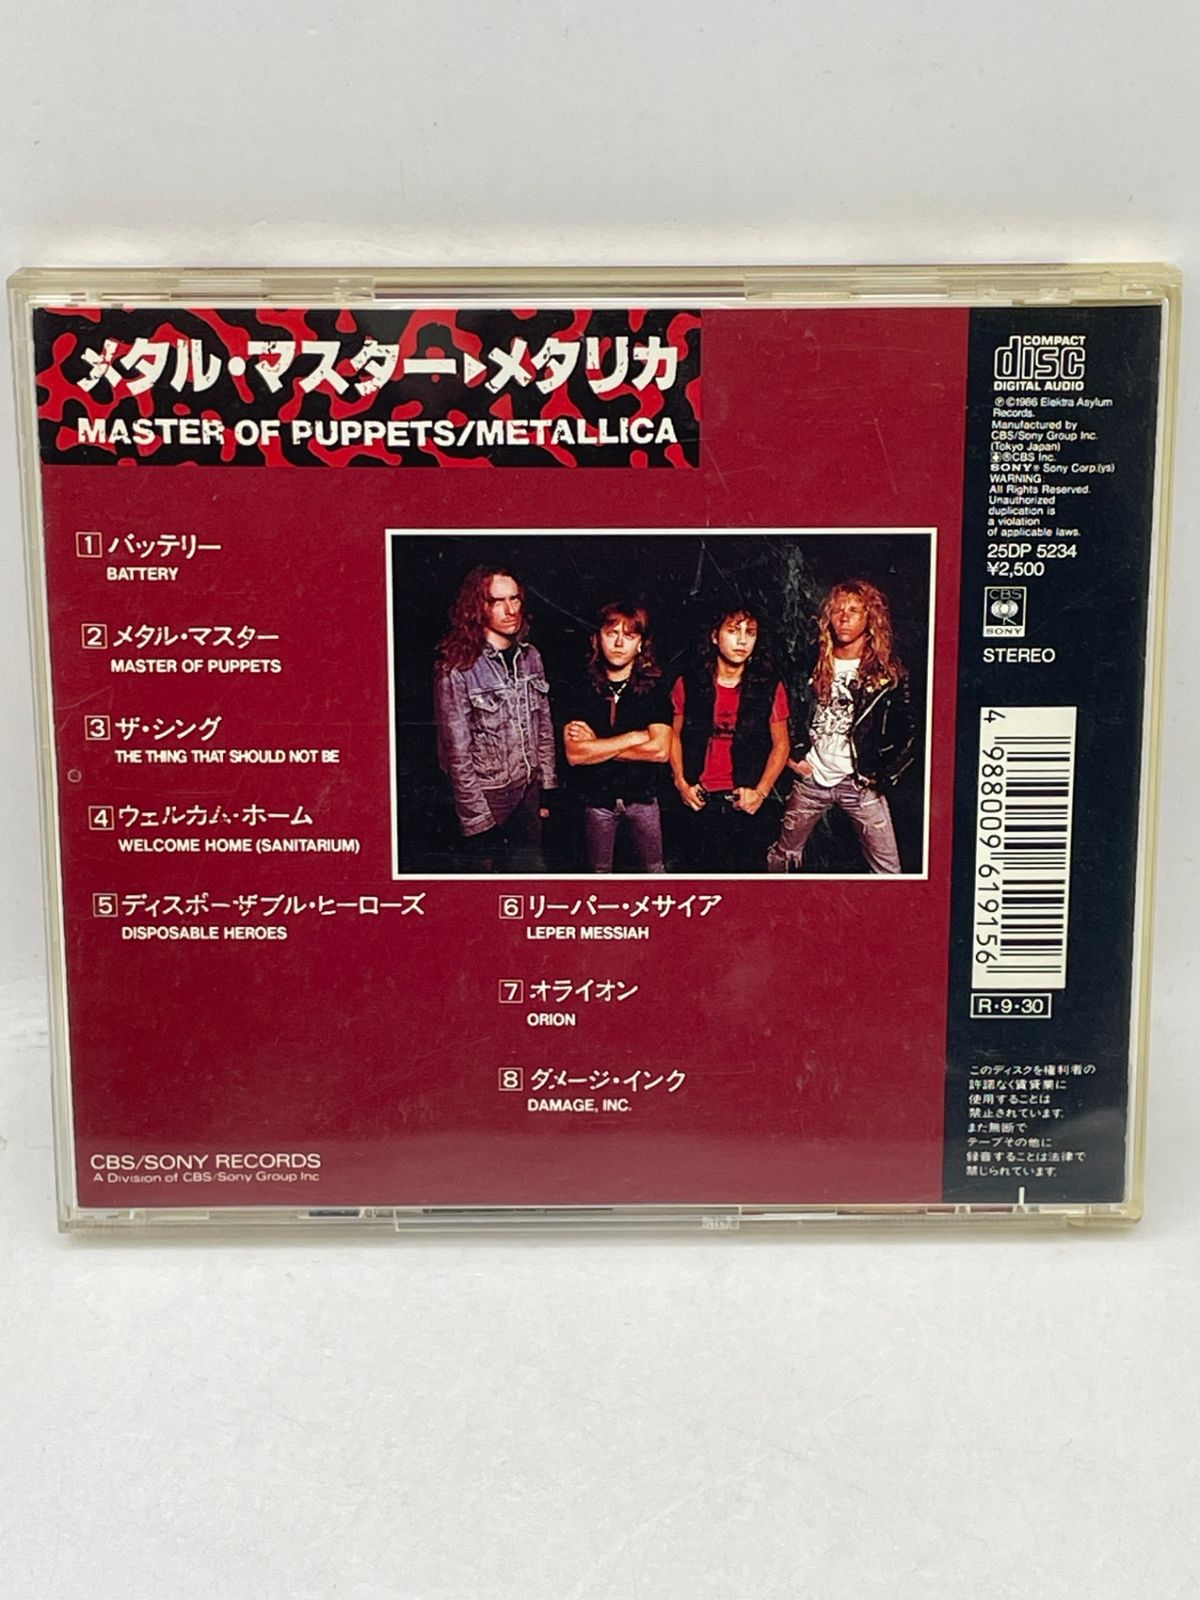 メタル・マスター▶メタリカ
MASTER OF PUPPETS/METALLICA
1 バッテリー
BATTERY
2 メタル・マスター
MASTER OF PUPPETS
3 ザ・シング
THE THING THAT SHOULD NOT BE
4 ウェルカム・ホーム
WELCOME HOME (SANITARIUM)
5 ディスポーザブル・ヒーローズ
DISPOSABLE HEROES
6 リーパー・メサイア
LEPER MESSIAH
7 オライオン
ORION
8 ダメージ・インク
DAMAGE, INC.
CBS/SONY RECORDS
A Division of CBS/Sony Group Inc
COMPACT
disc
DIGITAL AUDIO
℗©1986 Elektra Asylum
Records.
Manufactured by
CBS/Sony Group Inc.
(Tokyo Japan)
®CBS Inc.
SONY® Sony Corp.(ys)
WARNING:
All Rights Reserved.
Unauthorized
duplication is
a violation
of applicable laws.
25DP 5234
¥2,500
CBS
SONY
STEREO
4 988009 619156
R・9・30
このディスクを権利者の
許諾なく賃貸業に
使用することは
禁止されています。
また無断で
テープその他に
録音することは法律で
禁じられています。